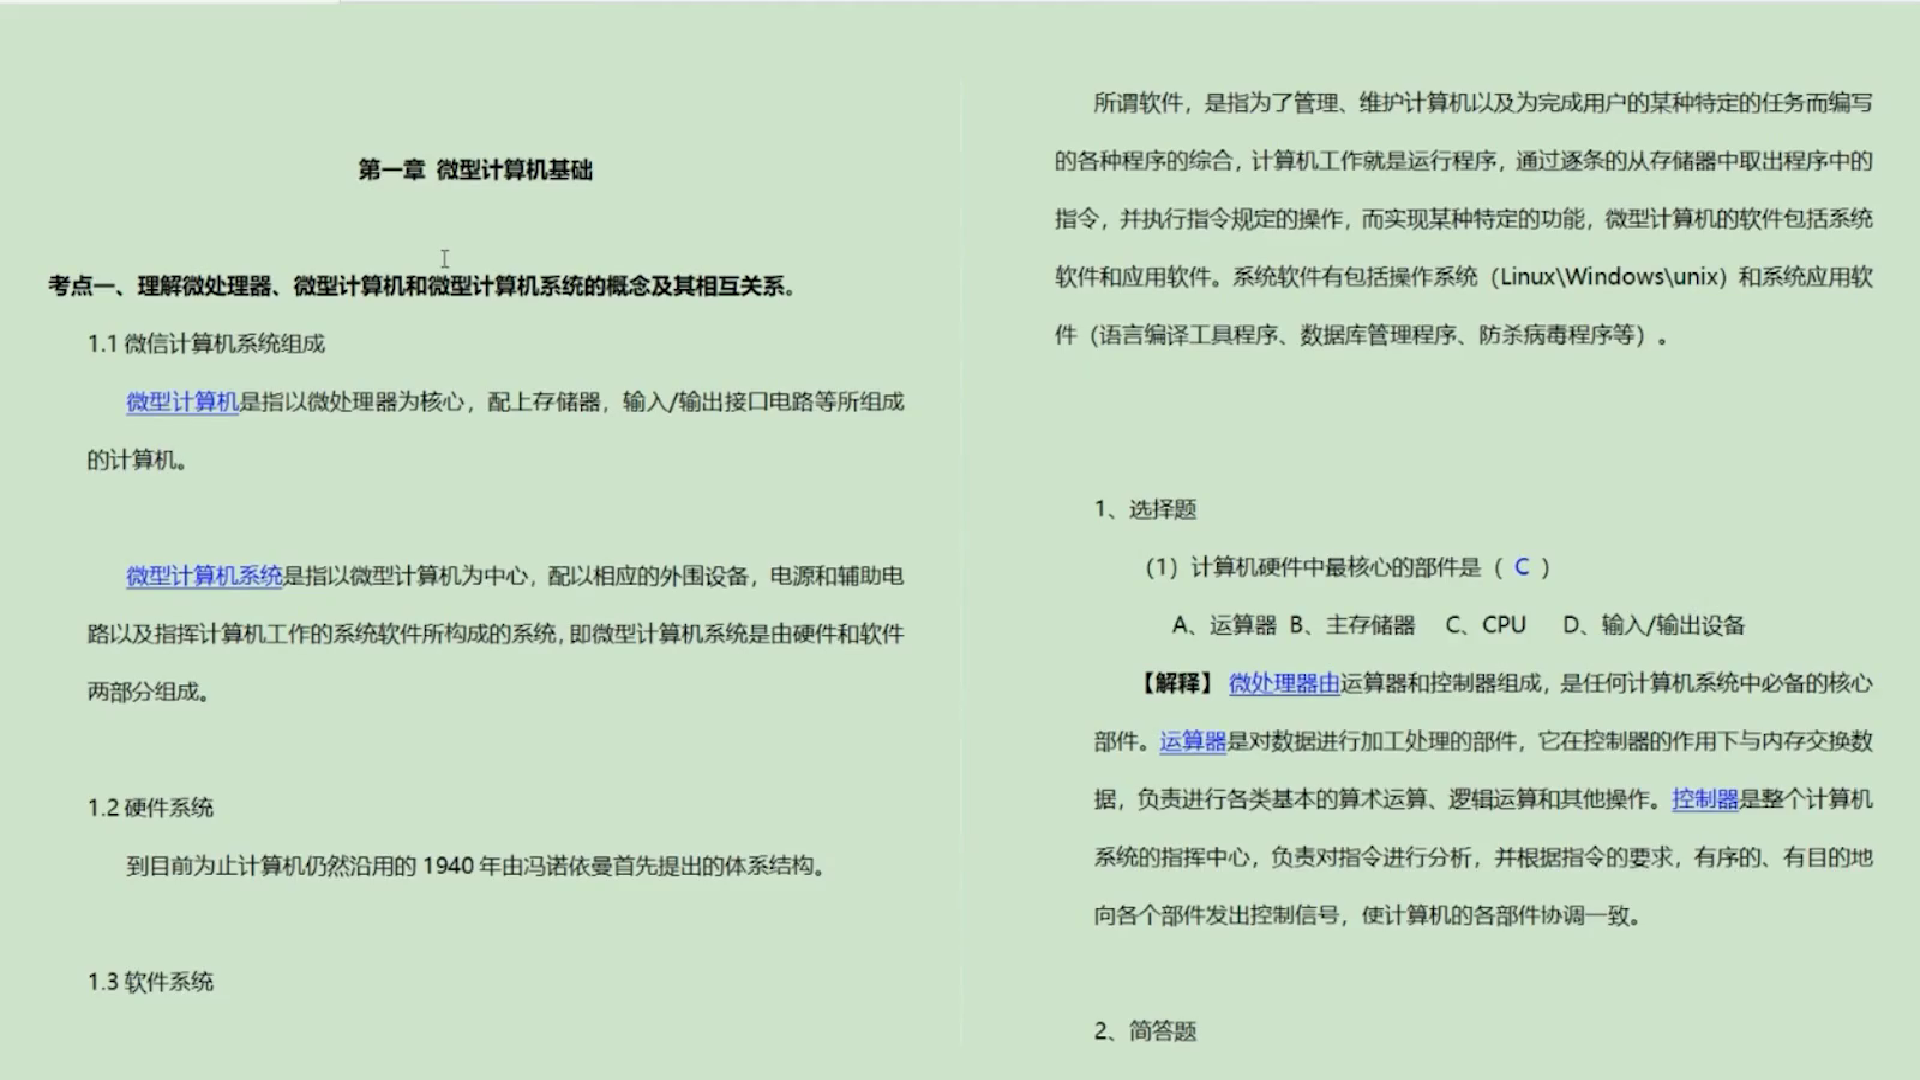 第一章 微型计算机基础
考点一、理解微处理器、微型计算机和微型计算机系统的概念及其相互关系。
1.1 微信计算机系统组成
微型计算机是指以微处理器为核心，配上存储器，输入/输出接口电路等所组成
的计算机。
微型计算机系统是指以微型计算机为中心，配以相应的外围设备，电源和辅助电
路以及指挥计算机工作的系统软件所构成的系统，即微型计算机系统是由硬件和软件
两部分组成。
1.2 硬件系统
到目前为止计算机仍然沿用的 1940 年由冯诺依曼首先提出的体系结构。
1.3 软件系统
所谓软件，是指为了管理、维护计算机以及为完成用户的某种特定的任务而编写
的各种程序的综合，计算机工作就是运行程序，通过逐条的从存储器中取出程序中的
指令，并执行指令规定的操作，而实现某种特定的功能，微型计算机的软件包括系统
软件和应用软件。系统软件有包括操作系统（Linux\Windows\unix）和系统应用软
件（语言编译工具程序、数据库管理程序、防杀病毒程序等）。
1、选择题
（1）计算机硬件中最核心的部件是（ C ）
A、运算器 B、主存储器 C、CPU D、输入/输出设备
【解释】 微处理器由运算器和控制器组成，是任何计算机系统中必备的核心
部件。运算器是对数据进行加工处理的部件，它在控制器的作用下与内存交换数
据，负责进行各类基本的算术运算、逻辑运算和其他操作。控制器是整个计算机
系统的指挥中心，负责对指令进行分析，并根据指令的要求，有序的、有目的地
向各个部件发出控制信号，使计算机的各部件协调一致。
2、简答题